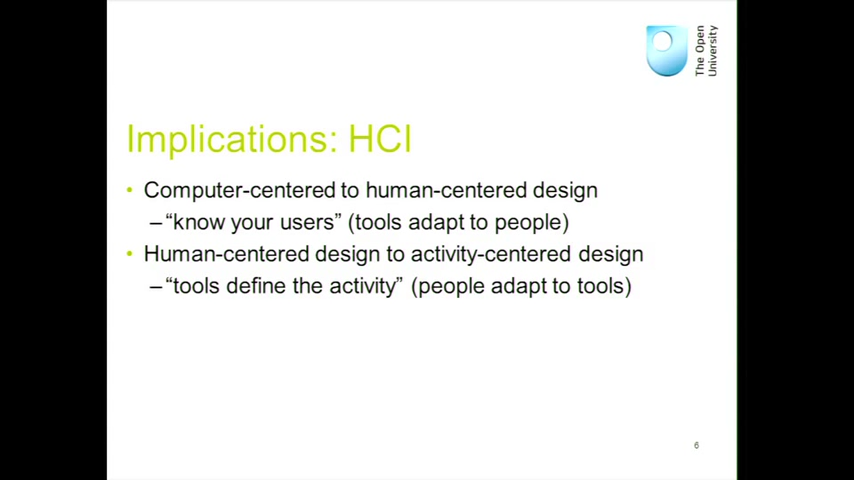 The Open
University
Implications: HCI
• Computer-centered to human-centered design
–“know your users” (tools adapt to people)
• Human-centered design to activity-centered design
–“tools define the activity” (people adapt to tools)
6